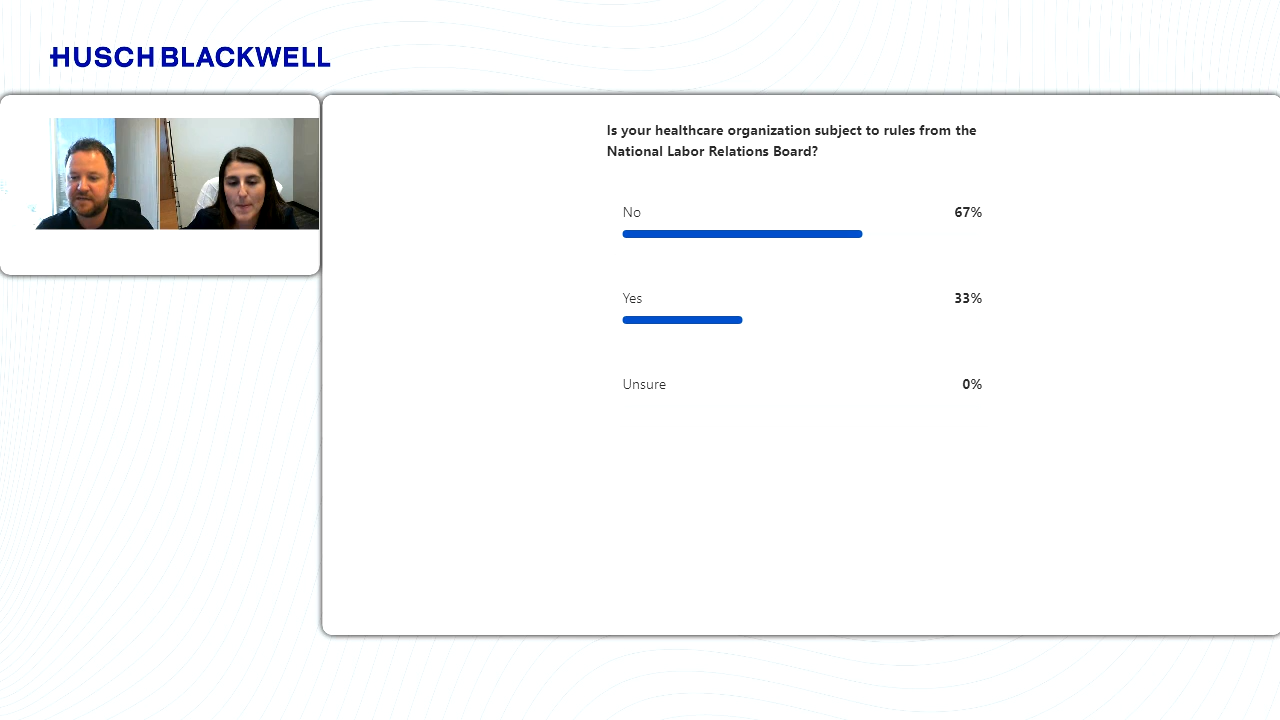 HUSCH BLACKWELL
Is your healthcare organization subject to rules from the
National Labor Relations Board?
No 67%
Yes 33%
Unsure 0%